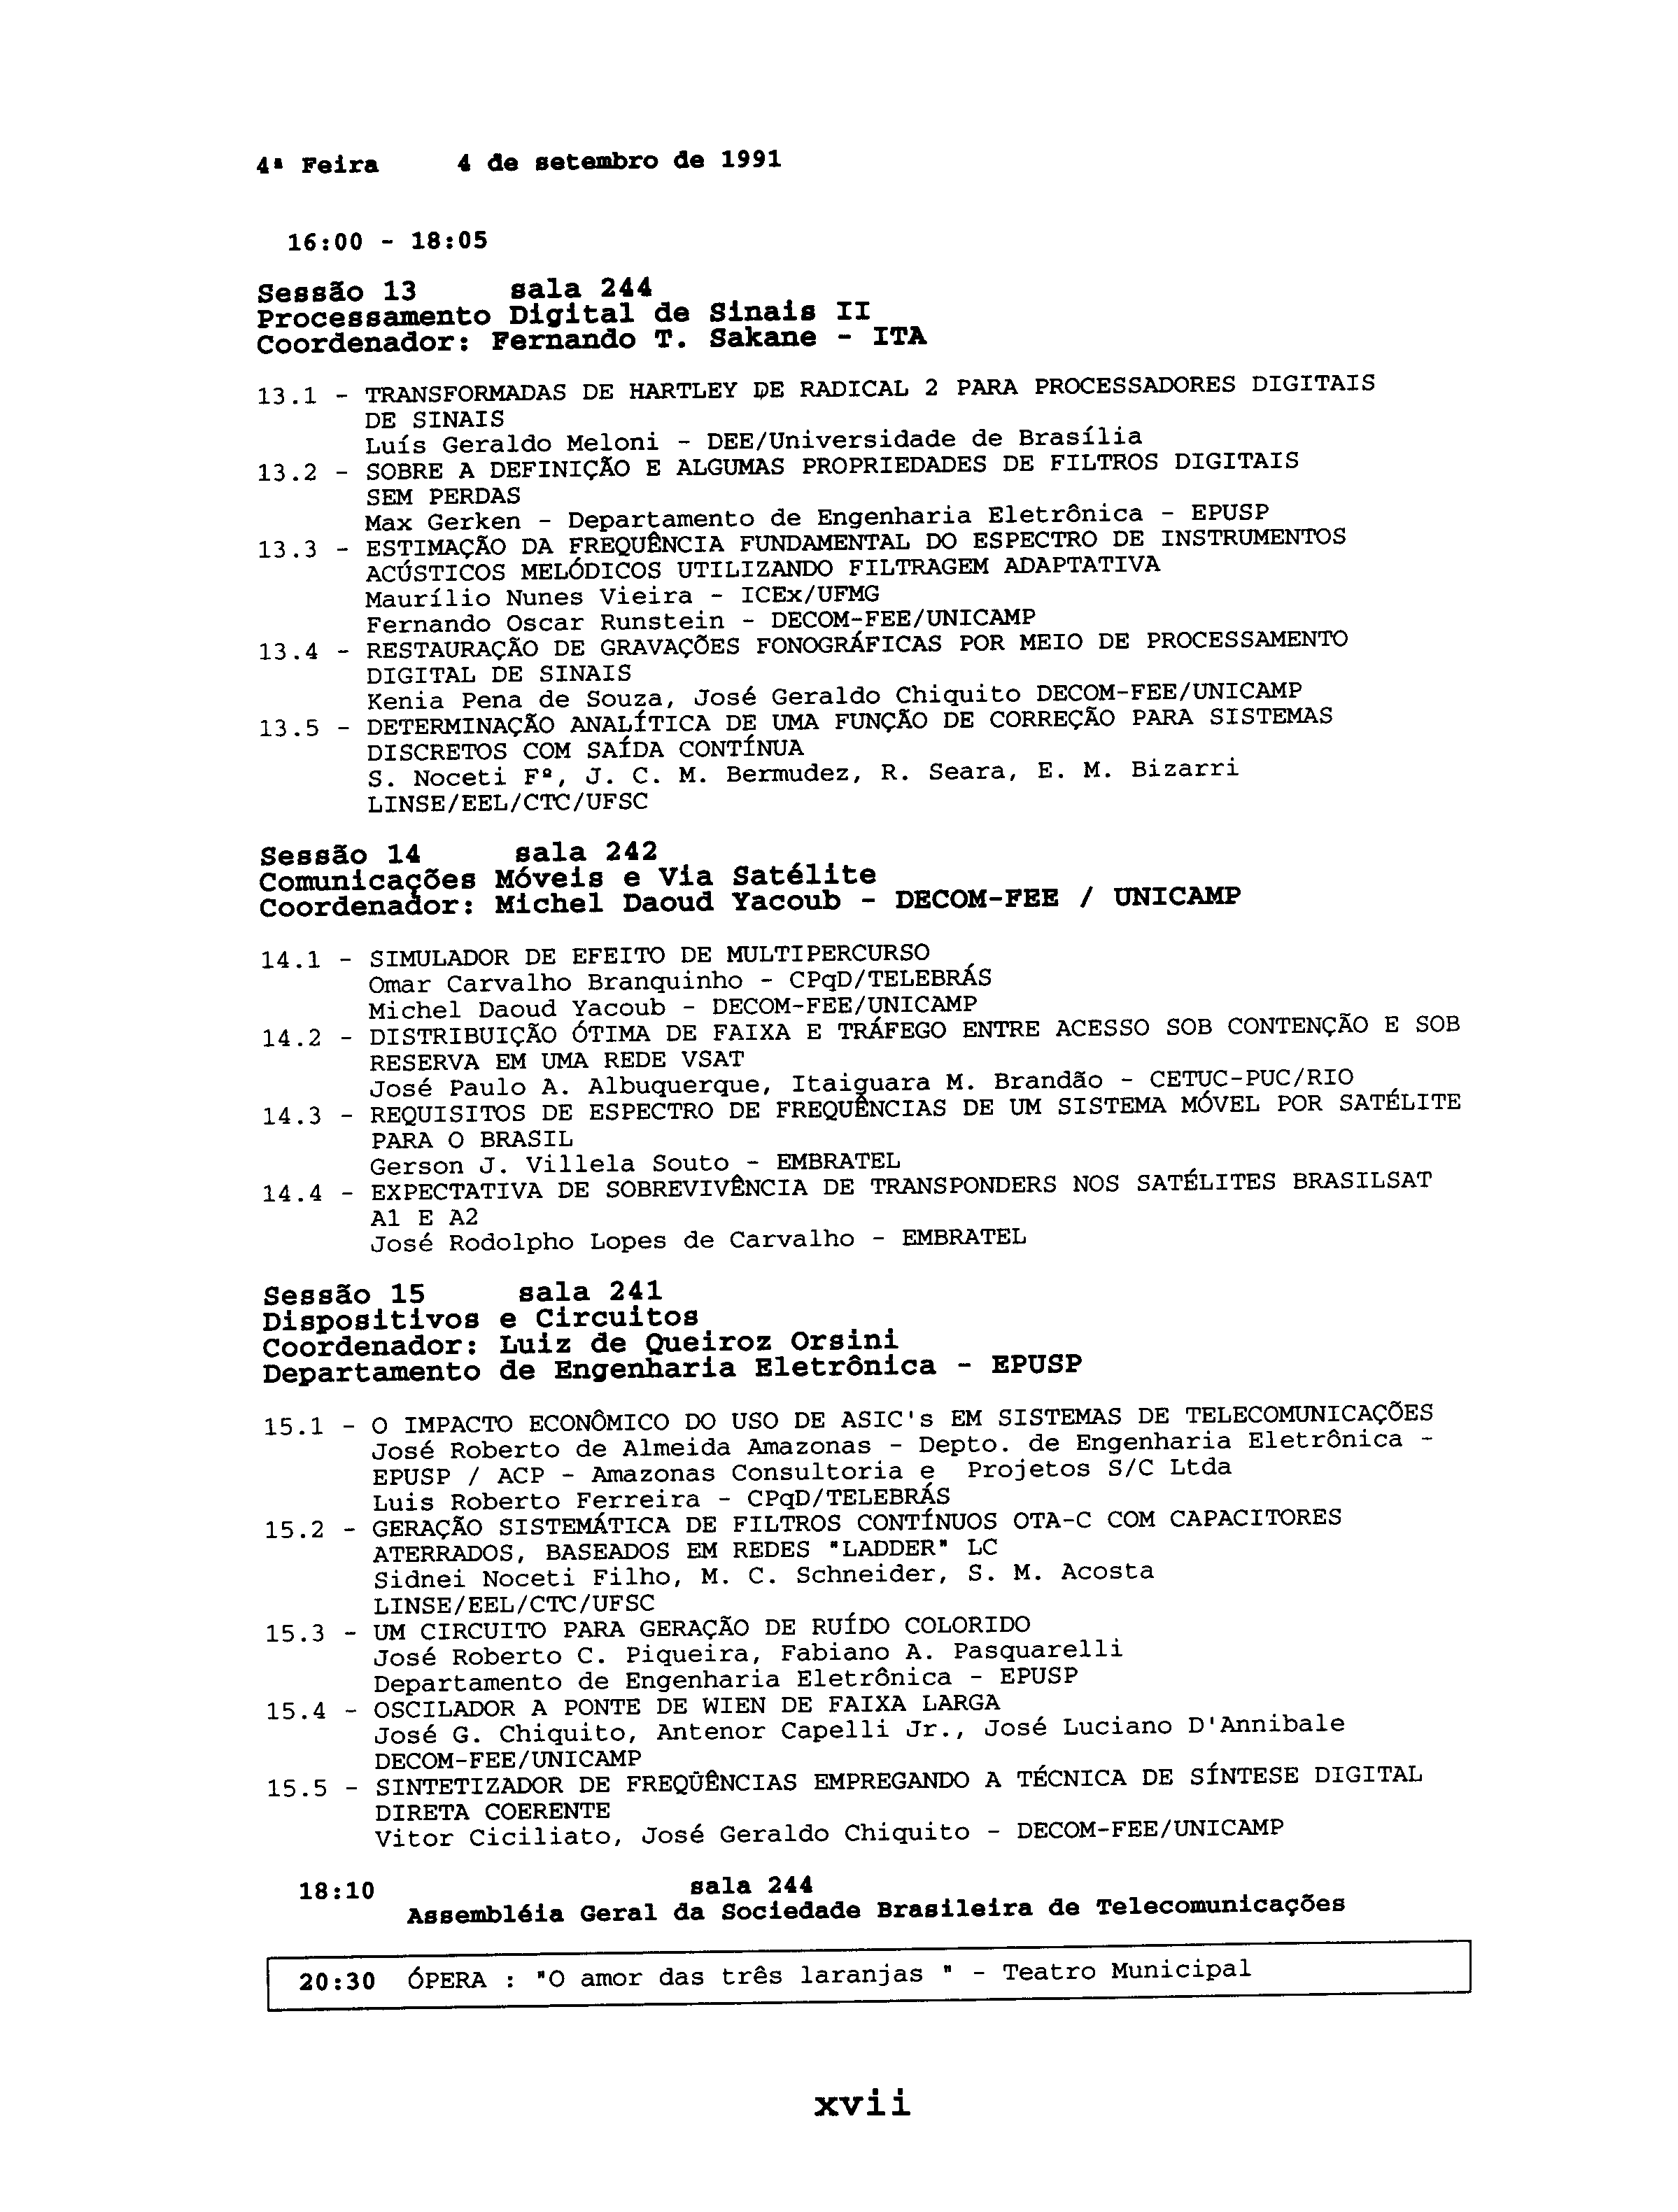 4ª Feira 4 de setembro de 1991
16:00 - 18:05
Sessão 13 sala 244
Processamento Digital de Sinais II
Coordenador: Fernando T. Sakane - ITA
13.1 - TRANSFORMADAS DE HARTLEY DE RADICAL 2 PARA PROCESSADORES DIGITAIS
DE SINAIS
Luís Geraldo Meloni - DEE/Universidade de Brasília
13.2 - SOBRE A DEFINIÇÃO E ALGUMAS PROPRIEDADES DE FILTROS DIGITAIS
SEM PERDAS
Max Gerken - Departamento de Engenharia Eletrônica - EPUSP
13.3 - ESTIMAÇÃO DA FREQUÊNCIA FUNDAMENTAL DO ESPECTRO DE INSTRUMENTOS
ACÚSTICOS MELÓDICOS UTILIZANDO FILTRAGEM ADAPTATIVA
Maurílio Nunes Vieira - ICEx/UFMG
Fernando Oscar Runstein - DECOM-FEE/UNICAMP
13.4 - RESTAURAÇÃO DE GRAVAÇÕES FONOGRÁFICAS POR MEIO DE PROCESSAMENTO
DIGITAL DE SINAIS
Kenia Pena de Souza, José Geraldo Chiquito DECOM-FEE/UNICAMP
13.5 - DETERMINAÇÃO ANALÍTICA DE UMA FUNÇÃO DE CORREÇÃO PARA SISTEMAS
DISCRETOS COM SAÍDA CONTÍNUA
S. Noceti Fº, J. C. M. Bermudez, R. Seara, E. M. Bizarri
LINSE/EEL/CTC/UFSC
Sessão 14 sala 242
Comunicações Móveis e Via Satélite
Coordenador: Michel Daoud Yacoub - DECOM-FEE / UNICAMP
14.1 - SIMULADOR DE EFEITO DE MULTIPERCURSO
Omar Carvalho Branquinho - CPqD/TELEBRÁS
Michel Daoud Yacoub - DECOM-FEE/UNICAMP
14.2 - DISTRIBUIÇÃO ÓTIMA DE FAIXA E TRÁFEGO ENTRE ACESSO SOB CONTENÇÃO E SOB
RESERVA EM UMA REDE VSAT
José Paulo A. Albuquerque, Itaiguara M. Brandão - CETUC-PUC/RIO
14.3 - REQUISITOS DE ESPECTRO DE FREQUÊNCIAS DE UM SISTEMA MÓVEL POR SATÉLITE
PARA O BRASIL
Gerson J. Villela Souto - EMBRATEL
14.4 - EXPECTATIVA DE SOBREVIVÊNCIA DE TRANSPONDERS NOS SATÉLITES BRASILSAT
A1 E A2
José Rodolpho Lopes de Carvalho - EMBRATEL
Sessão 15 sala 241
Dispositivos e Circuitos
Coordenador: Luiz de Queiroz Orsini
Departamento de Engenharia Eletrônica - EPUSP
15.1 - O IMPACTO ECONÔMICO DO USO DE ASIC's EM SISTEMAS DE TELECOMUNICAÇÕES
José Roberto de Almeida Amazonas - Depto. de Engenharia Eletrônica -
EPUSP / ACP - Amazonas Consultoria e Projetos S/C Ltda
Luis Roberto Ferreira - CPqD/TELEBRÁS
15.2 - GERAÇÃO SISTEMÁTICA DE FILTROS CONTÍNUOS OTA-C COM CAPACITORES
ATERRADOS, BASEADOS EM REDES "LADDER" LC
Sidnei Noceti Filho, M. C. Schneider, S. M. Acosta
LINSE/EEL/CTC/UFSC
15.3 - UM CIRCUITO PARA GERAÇÃO DE RUÍDO COLORIDO
José Roberto C. Piqueira, Fabiano A. Pasquarelli
Departamento de Engenharia Eletrônica - EPUSP
15.4 - OSCILADOR A PONTE DE WIEN DE FAIXA LARGA
José G. Chiquito, Antenor Capelli Jr., José Luciano D'Annibale
DECOM-FEE/UNICAMP
15.5 - SINTETIZADOR DE FREQÜÊNCIAS EMPREGANDO A TÉCNICA DE SÍNTESE DIGITAL
DIRETA COERENTE
Vitor Ciciliato, José Geraldo Chiquito - DECOM-FEE/UNICAMP
18:10 sala 244
Assembléia Geral da Sociedade Brasileira de Telecomunicações
20:30 ÓPERA : "O amor das três laranjas " - Teatro Municipal
xvii